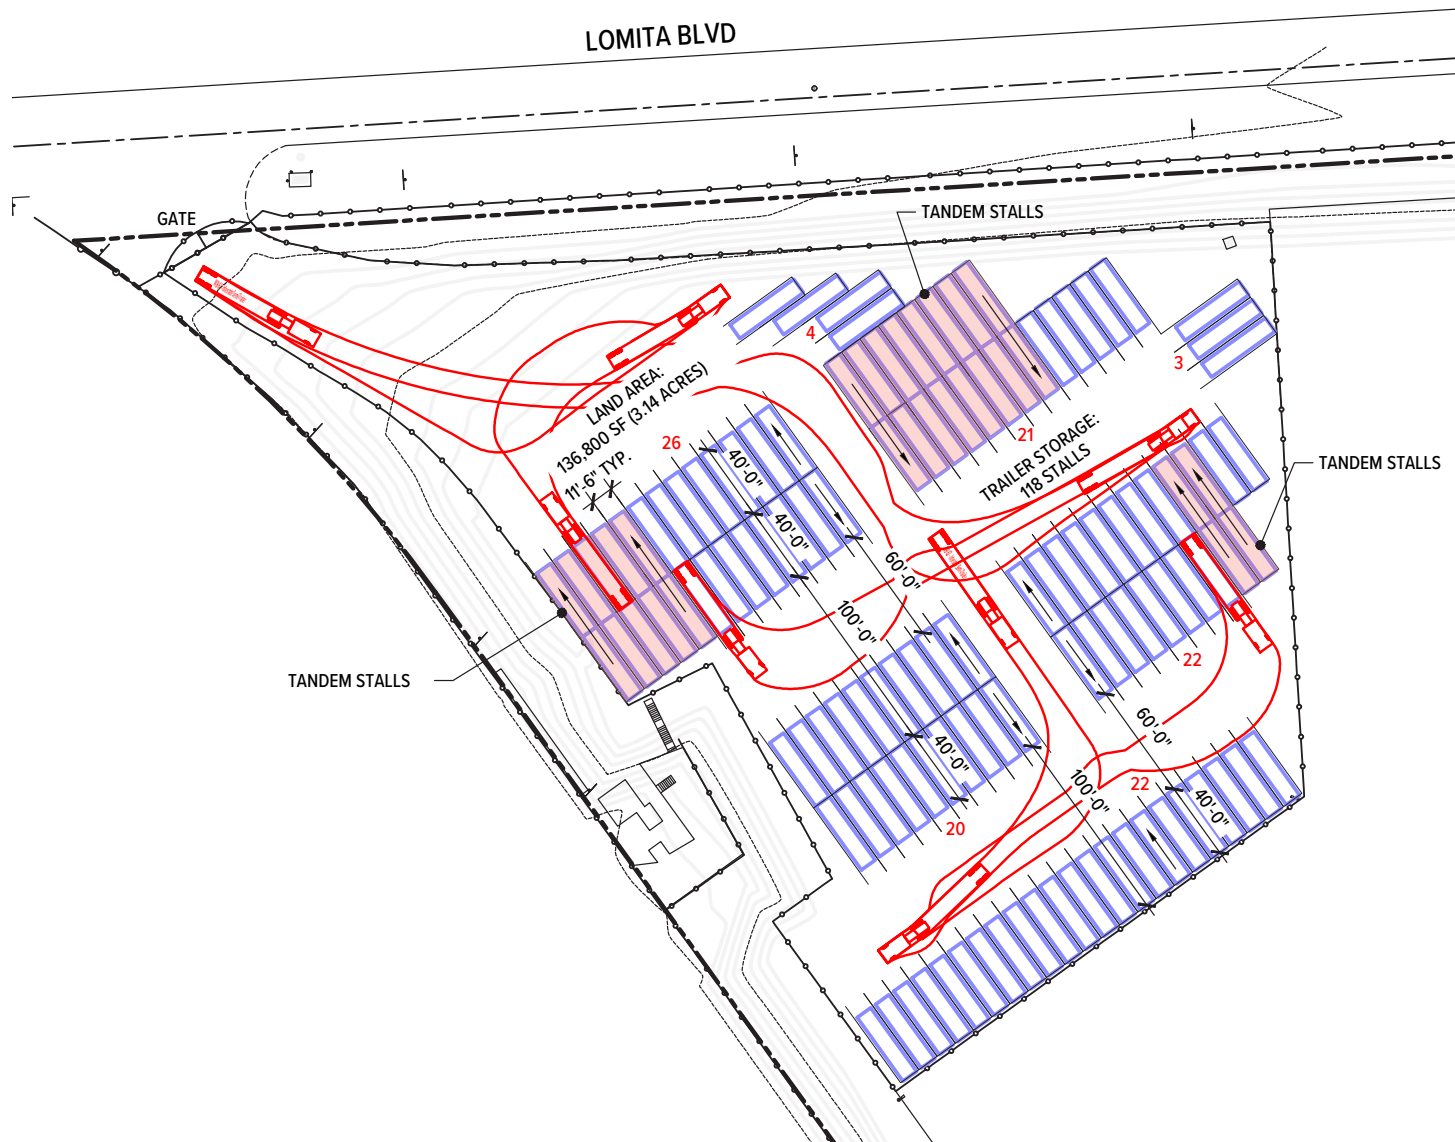 LOMITA BLVD
GATE
TANDEM STALLS
4
3
LAND AREA:
136,800 SF (3.14 ACRES)
26
11'-6" TYP.
21
TRAILER STORAGE:
118 STALLS
TANDEM STALLS
40'-0"
40'-0"
60'-0"
100'-0"
22
TANDEM STALLS
60'-0"
40'-0"
100'-0"
22
40'-0"
20